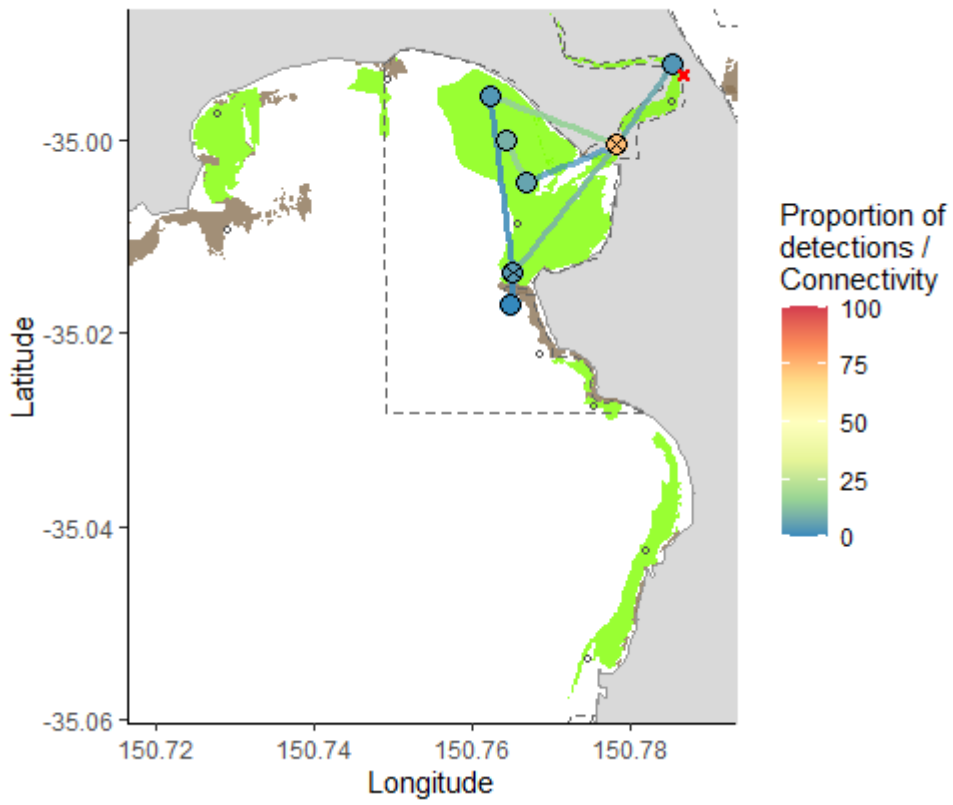 -35.00
-35.02
-35.04
-35.06
Latitude
150.72 150.74 150.76 150.78
Longitude
Proportion of
detections /
Connectivity
100
75
50
25
0